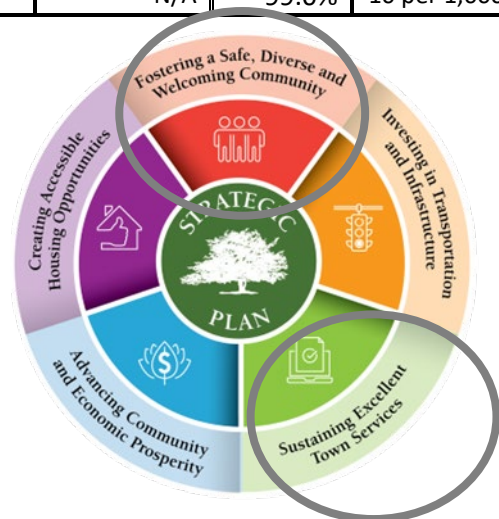 N/A 99.6% 10 per 1,000
Fostering a Safe, Diverse and
Welcoming Community
Investing in Transportation
and Infrastructure
Sustaining Excellent
Town Services
Advancing Community
and Economic Prosperity
Creating Accessible
Housing Opportunities
STRATEGIC
PLAN
$